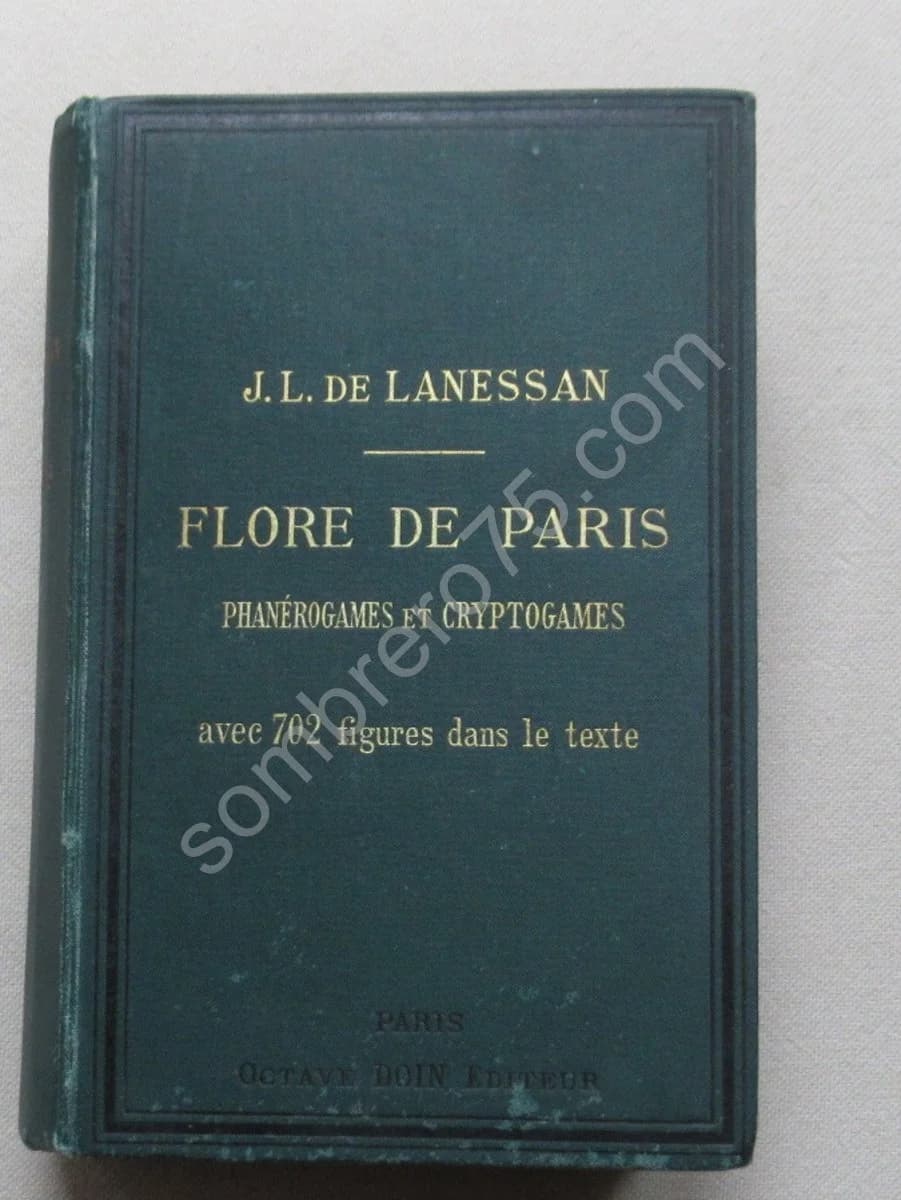 J. L. DE LANESSAN
FLORE DE PARIS
PHANÉROGAMES ET CRYPTOGAMES
avec 702 figures dans le texte
PARIS
OCTAVE DOIN EDITEUR
sombrero75.com